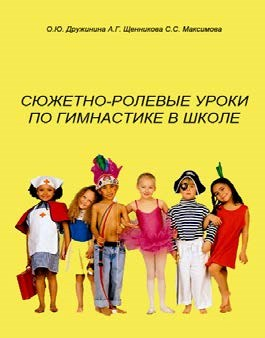 О.Ю. Дружинина А.Г. Щенникова С.С. Максимова
СЮЖЕТНО-РОЛЕВЫЕ УРОКИ
ПО ГИМНАСТИКЕ В ШКОЛЕ